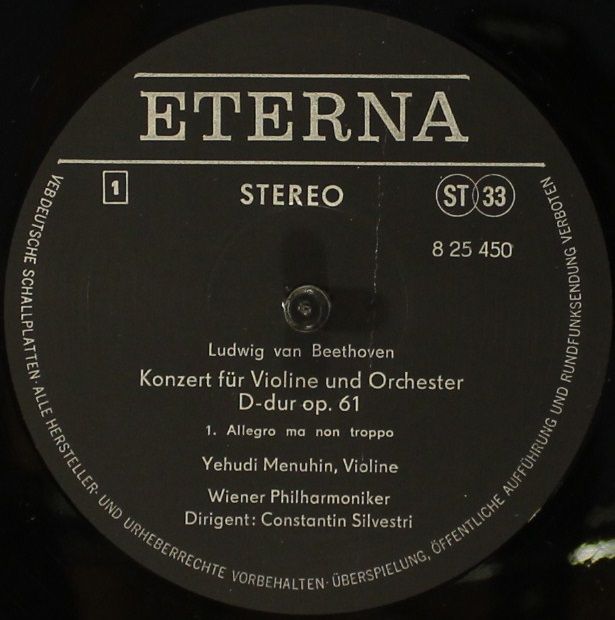 ETERNA
1 STEREO ST 33
8 25 450
Ludwig van Beethoven
Konzert für Violine und Orchester
D-dur op. 61
1. Allegro ma non troppo
Yehudi Menuhin, Violine
Wiener Philharmoniker
Dirigent: Constantin Silvestri
VEB DEUTSCHE SCHALLPLATTEN · ALLE HERSTELLER- UND URHEBERRECHTE VORBEHALTEN · ÜBERSPIELUNG, ÖFFENTLICHE AUFFÜHRUNG UND RUNDFUNKSENDUNG VERBOTEN